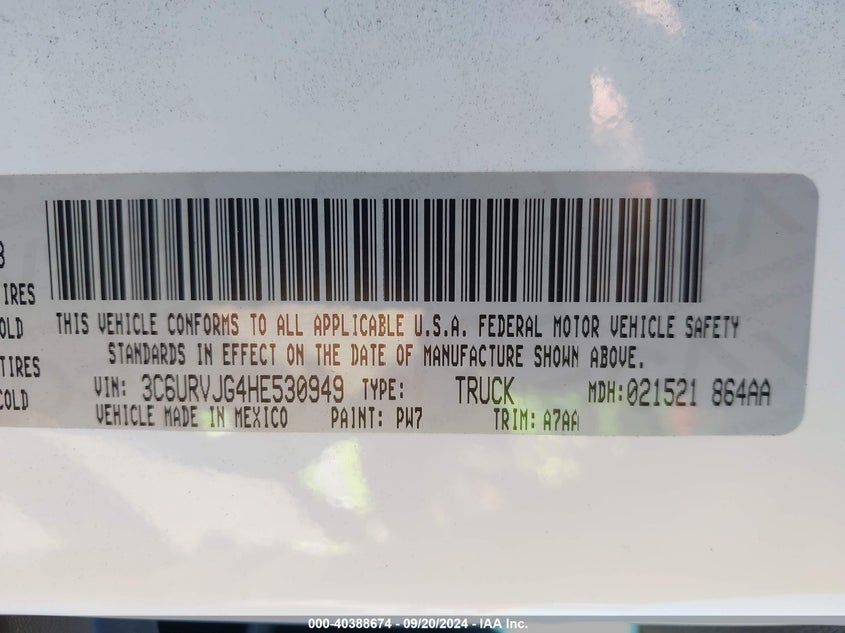 3
IRES
OLD
TIRES
COLD
THIS VEHICLE CONFORMS TO ALL APPLICABLE U.S.A. FEDERAL MOTOR VEHICLE SAFETY
STANDARDS IN EFFECT ON THE DATE OF MANUFACTURE SHOWN ABOVE.
VIN: 3C6URVJG4HE530949 TYPE: TRUCK MDH:021521 864AA
VEHICLE MADE IN MEXICO PAINT: PW7 TRIM: A7AA
000-40388674 - 09/20/2024 - IAA Inc.